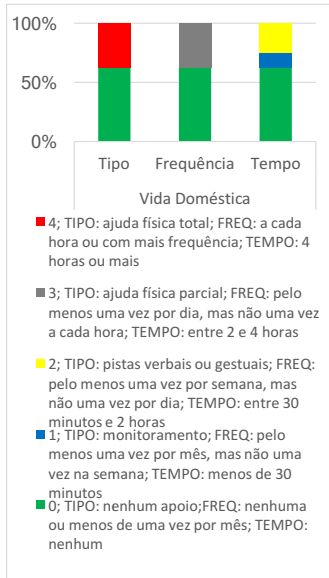 100%
50%
0%
Tipo Frequência Tempo
Vida Doméstica
4; TIPO: ajuda física total; FREQ: a cada
hora ou com mais frequência; TEMPO: 4
horas ou mais
3; TIPO: ajuda física parcial; FREQ: pelo
menos uma vez por dia, mas não uma vez
a cada hora; TEMPO: entre 2 e 4 horas
2; TIPO: pistas verbais ou gestuais; FREQ:
pelo menos uma vez por semana, mas
não uma vez por dia; TEMPO: entre 30
minutos e 2 horas
1; TIPO: monitoramento; FREQ: pelo
menos uma vez por mês, mas não uma
vez na semana; TEMPO: menos de 30
minutos
0; TIPO: nenhum apoio;FREQ: nenhuma
ou menos de uma vez por mês; TEMPO:
nenhum